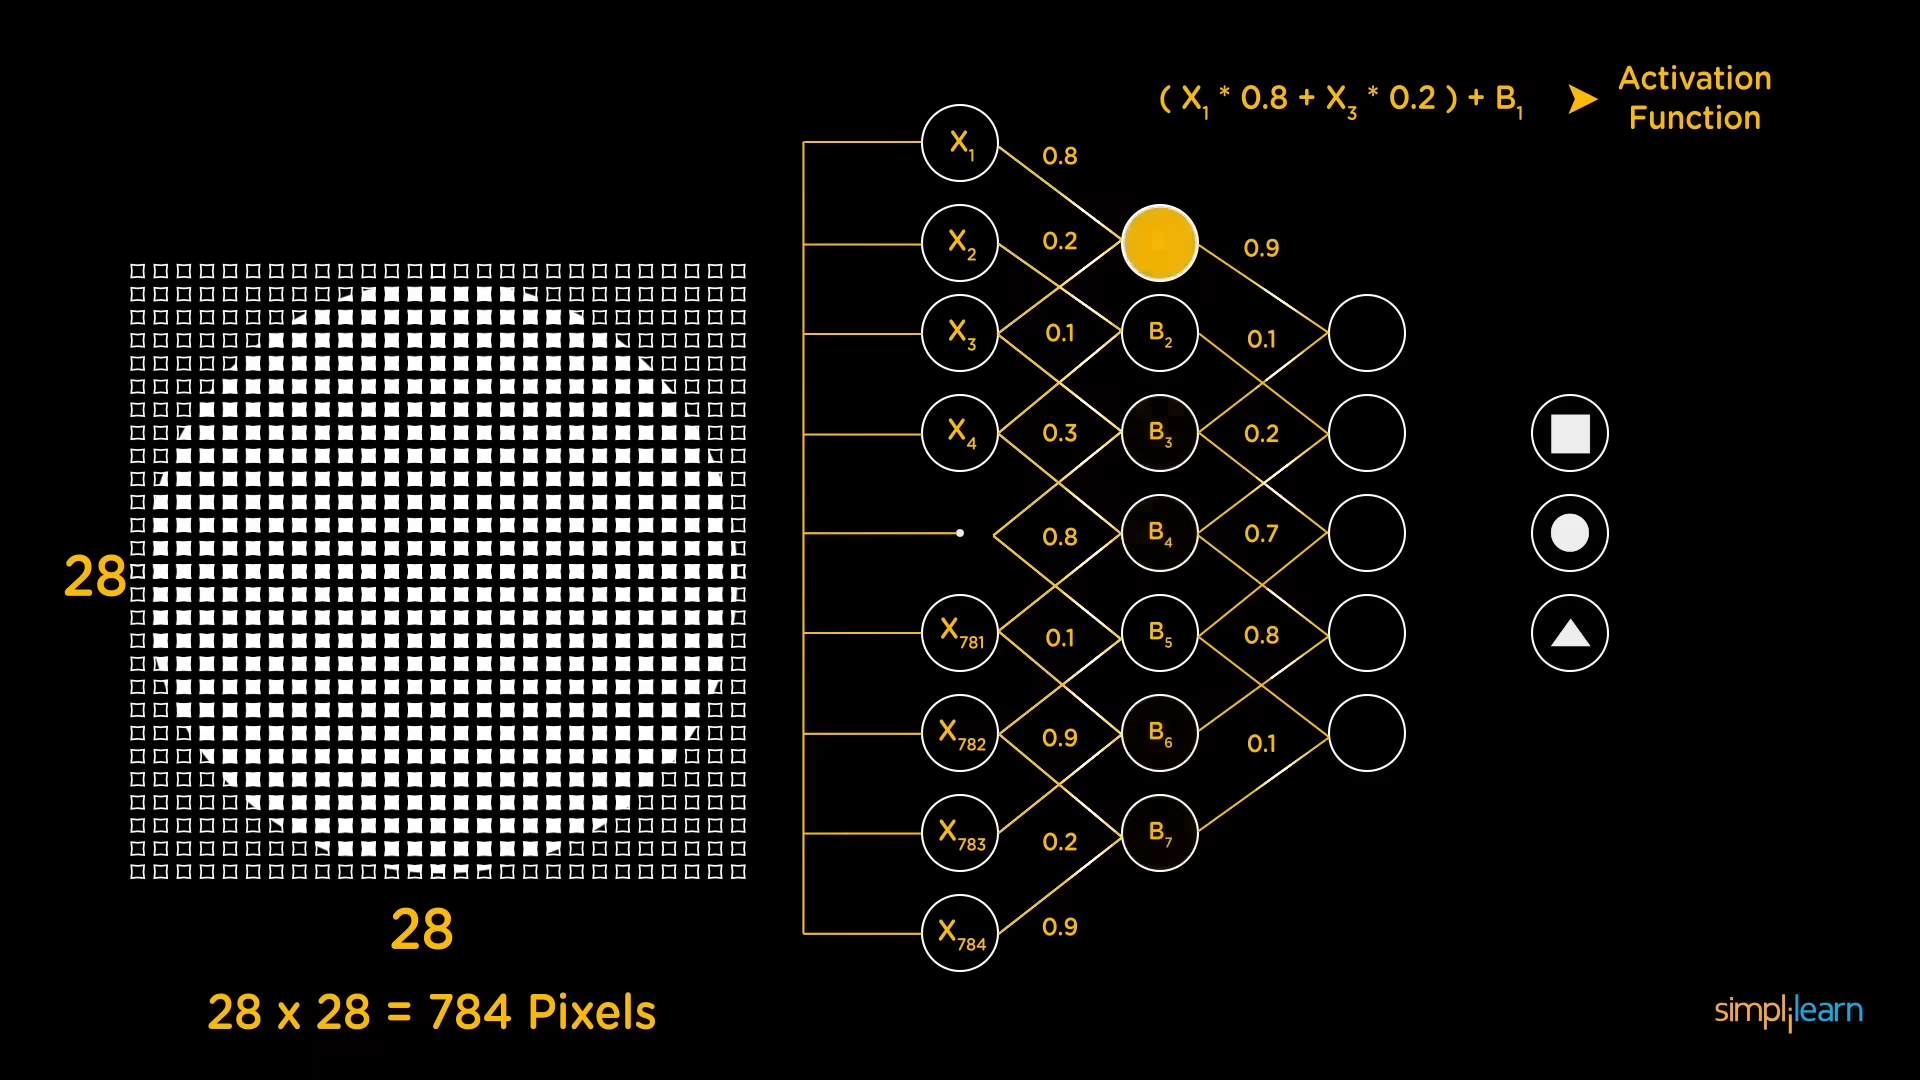 ( X₁ * 0.8 + X₃ * 0.2 ) + B₁
Activation
Function
X₁
0.8
X₂
0.2
0.9
X₃
0.1
B₂
0.1
X₄
0.3
B₃
0.2
0.8
B₄
0.7
X₇₈₁
0.1
B₅
0.8
X₇₈₂
0.9
B₆
0.1
X₇₈₃
0.2
B₇
X₇₈₄
0.9
28
28
28 x 28 = 784 Pixels
simplilearn